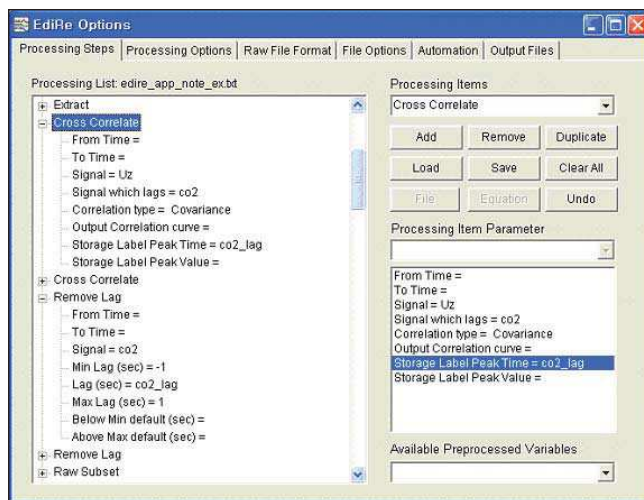 EdiRe Options
Processing Steps
Processing Options
Raw File Format
File Options
Automation
Output Files
Processing List: edire_app_note_ex.txt
Extract
Cross Correlate
From Time =
To Time =
Signal = Uz
Signal which lags = co2
Correlation type = Covariance
Output Correlation curve =
Storage Label Peak Time = co2_lag
Storage Label Peak Value =
Cross Correlate
Remove Lag
From Time =
To Time =
Signal = co2
Min Lag (sec) = -1
Lag (sec) = co2_lag
Max Lag (sec) = 1
Below Min default (sec) =
Above Max default (sec) =
Remove Lag
Raw Subset
Processing Items
Cross Correlate
Add
Remove
Duplicate
Load
Save
Clear All
File
Equation
Undo
Processing Item Parameter
From Time =
To Time =
Signal = Uz
Signal which lags = co2
Correlation type = Covariance
Output Correlation curve =
Storage Label Peak Time = co2_lag
Storage Label Peak Value =
Available Preprocessed Variables